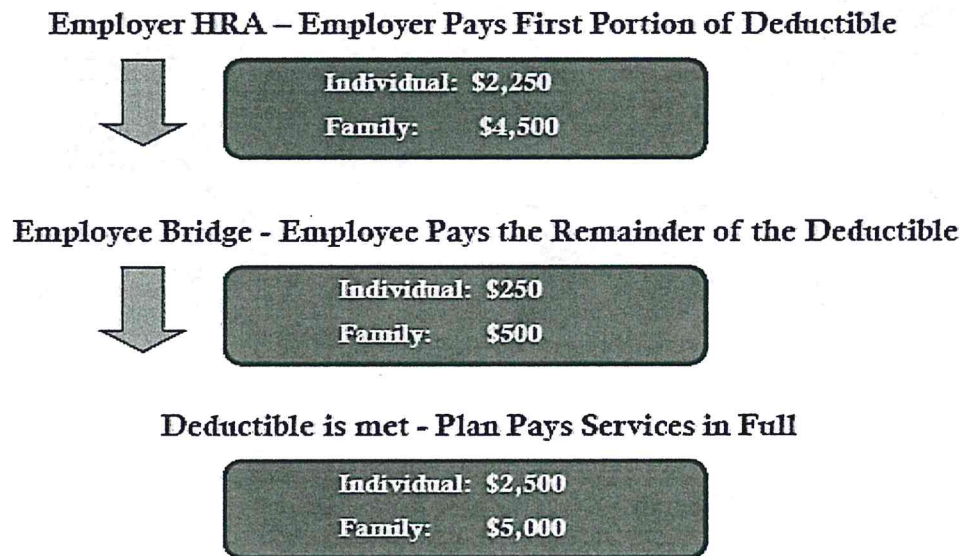 Employer HRA – Employer Pays First Portion of Deductible
Individual: $2,250
Family: $4,500
Employee Bridge - Employee Pays the Remainder of the Deductible
Individual: $250
Family: $500
Deductible is met - Plan Pays Services in Full
Individual: $2,500
Family: $5,000